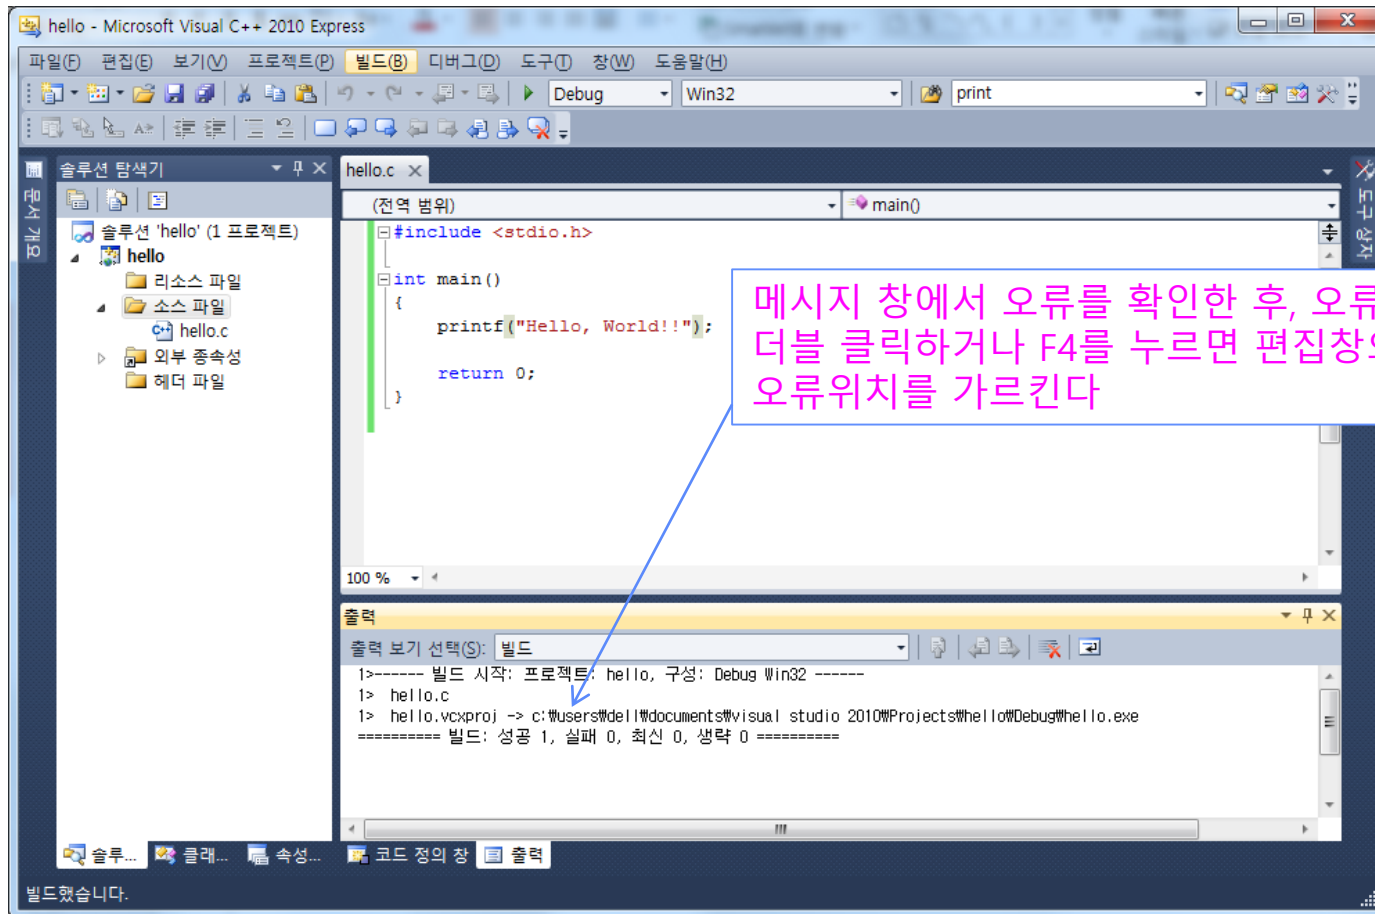 hello - Microsoft Visual C++ 2010 Express
파일(F) 편집(E) 보기(V) 프로젝트(P) 빌드(B) 디버그(D) 도구(T) 창(W) 도움말(H)
Debug Win32 print
문서 개요
솔루션 탐색기
솔루션 'hello' (1 프로젝트)
hello
리소스 파일
소스 파일
hello.c
외부 종속성
헤더 파일
hello.c
(전역 범위) main()
#include <stdio.h>
int main()
{
printf("Hello, World!!");
return 0;
}
메시지 창에서 오류를 확인한 후, 오류
더블 클릭하거나 F4를 누르면 편집창
오류위치를 가르킨다
도구 상자
100 %
출력
출력 보기 선택(S): 빌드
1>------ 빌드 시작: 프로젝트: hello, 구성: Debug Win32 ------
1> hello.c
1> hello.vcxproj -> c:₩users₩dell₩documents₩visual studio 2010₩Projects₩hello₩Debug₩hello.exe
========== 빌드: 성공 1, 실패 0, 최신 0, 생략 0 ==========
솔루... 클래... 속성... 코드 정의 창 출력
빌드했습니다.